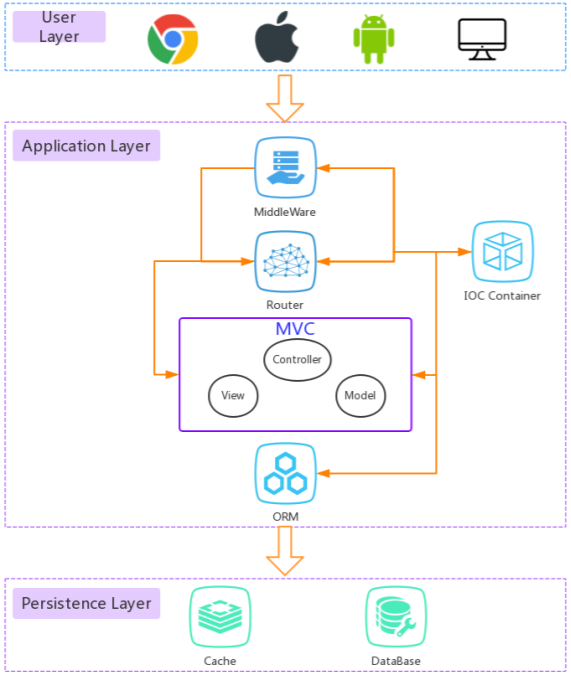 User
Layer
Application Layer
MiddleWare
Router
IOC Container
MVC
Controller
View
Model
ORM
Persistence Layer
Cache
DataBase